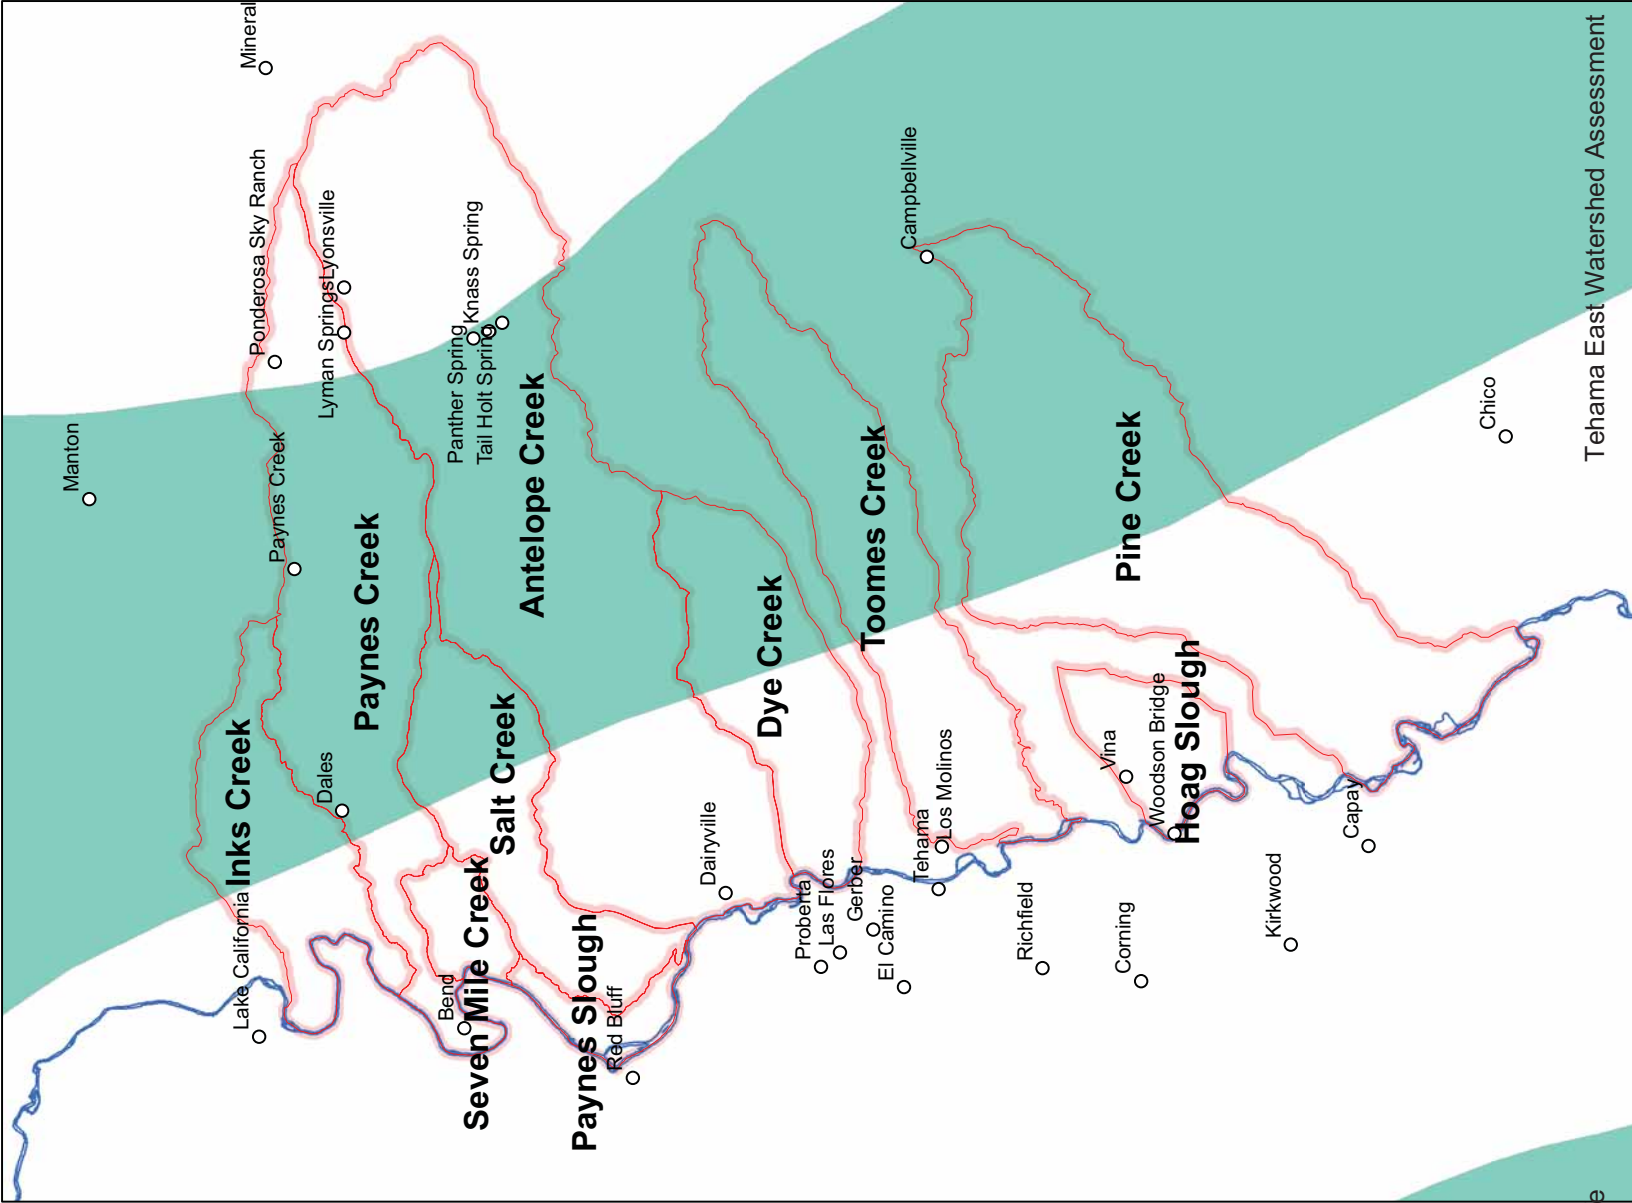 Mineral
Manton
Ponderosa Sky Ranch
Lyonsville
Lyman Springs
Knass Spring
Panther Spring
Tail Holt Spring
Paynes Creek
Campbellville
Antelope Creek
Paynes Creek
Toomes Creek
Pine Creek
Chico
Tehama East Watershed Assessment
Dye Creek
Inks Creek
Dales
Salt Creek
Dairyville
Los Molinos
Vina
Woodson Bridge
Hoag Slough
Capay
Lake California
Seven Mile Creek
Bend
Paynes Slough
Red Bluff
Proberta
Las Flores
Gerber
El Camino
Tehama
Richfield
Corning
Kirkwood
e